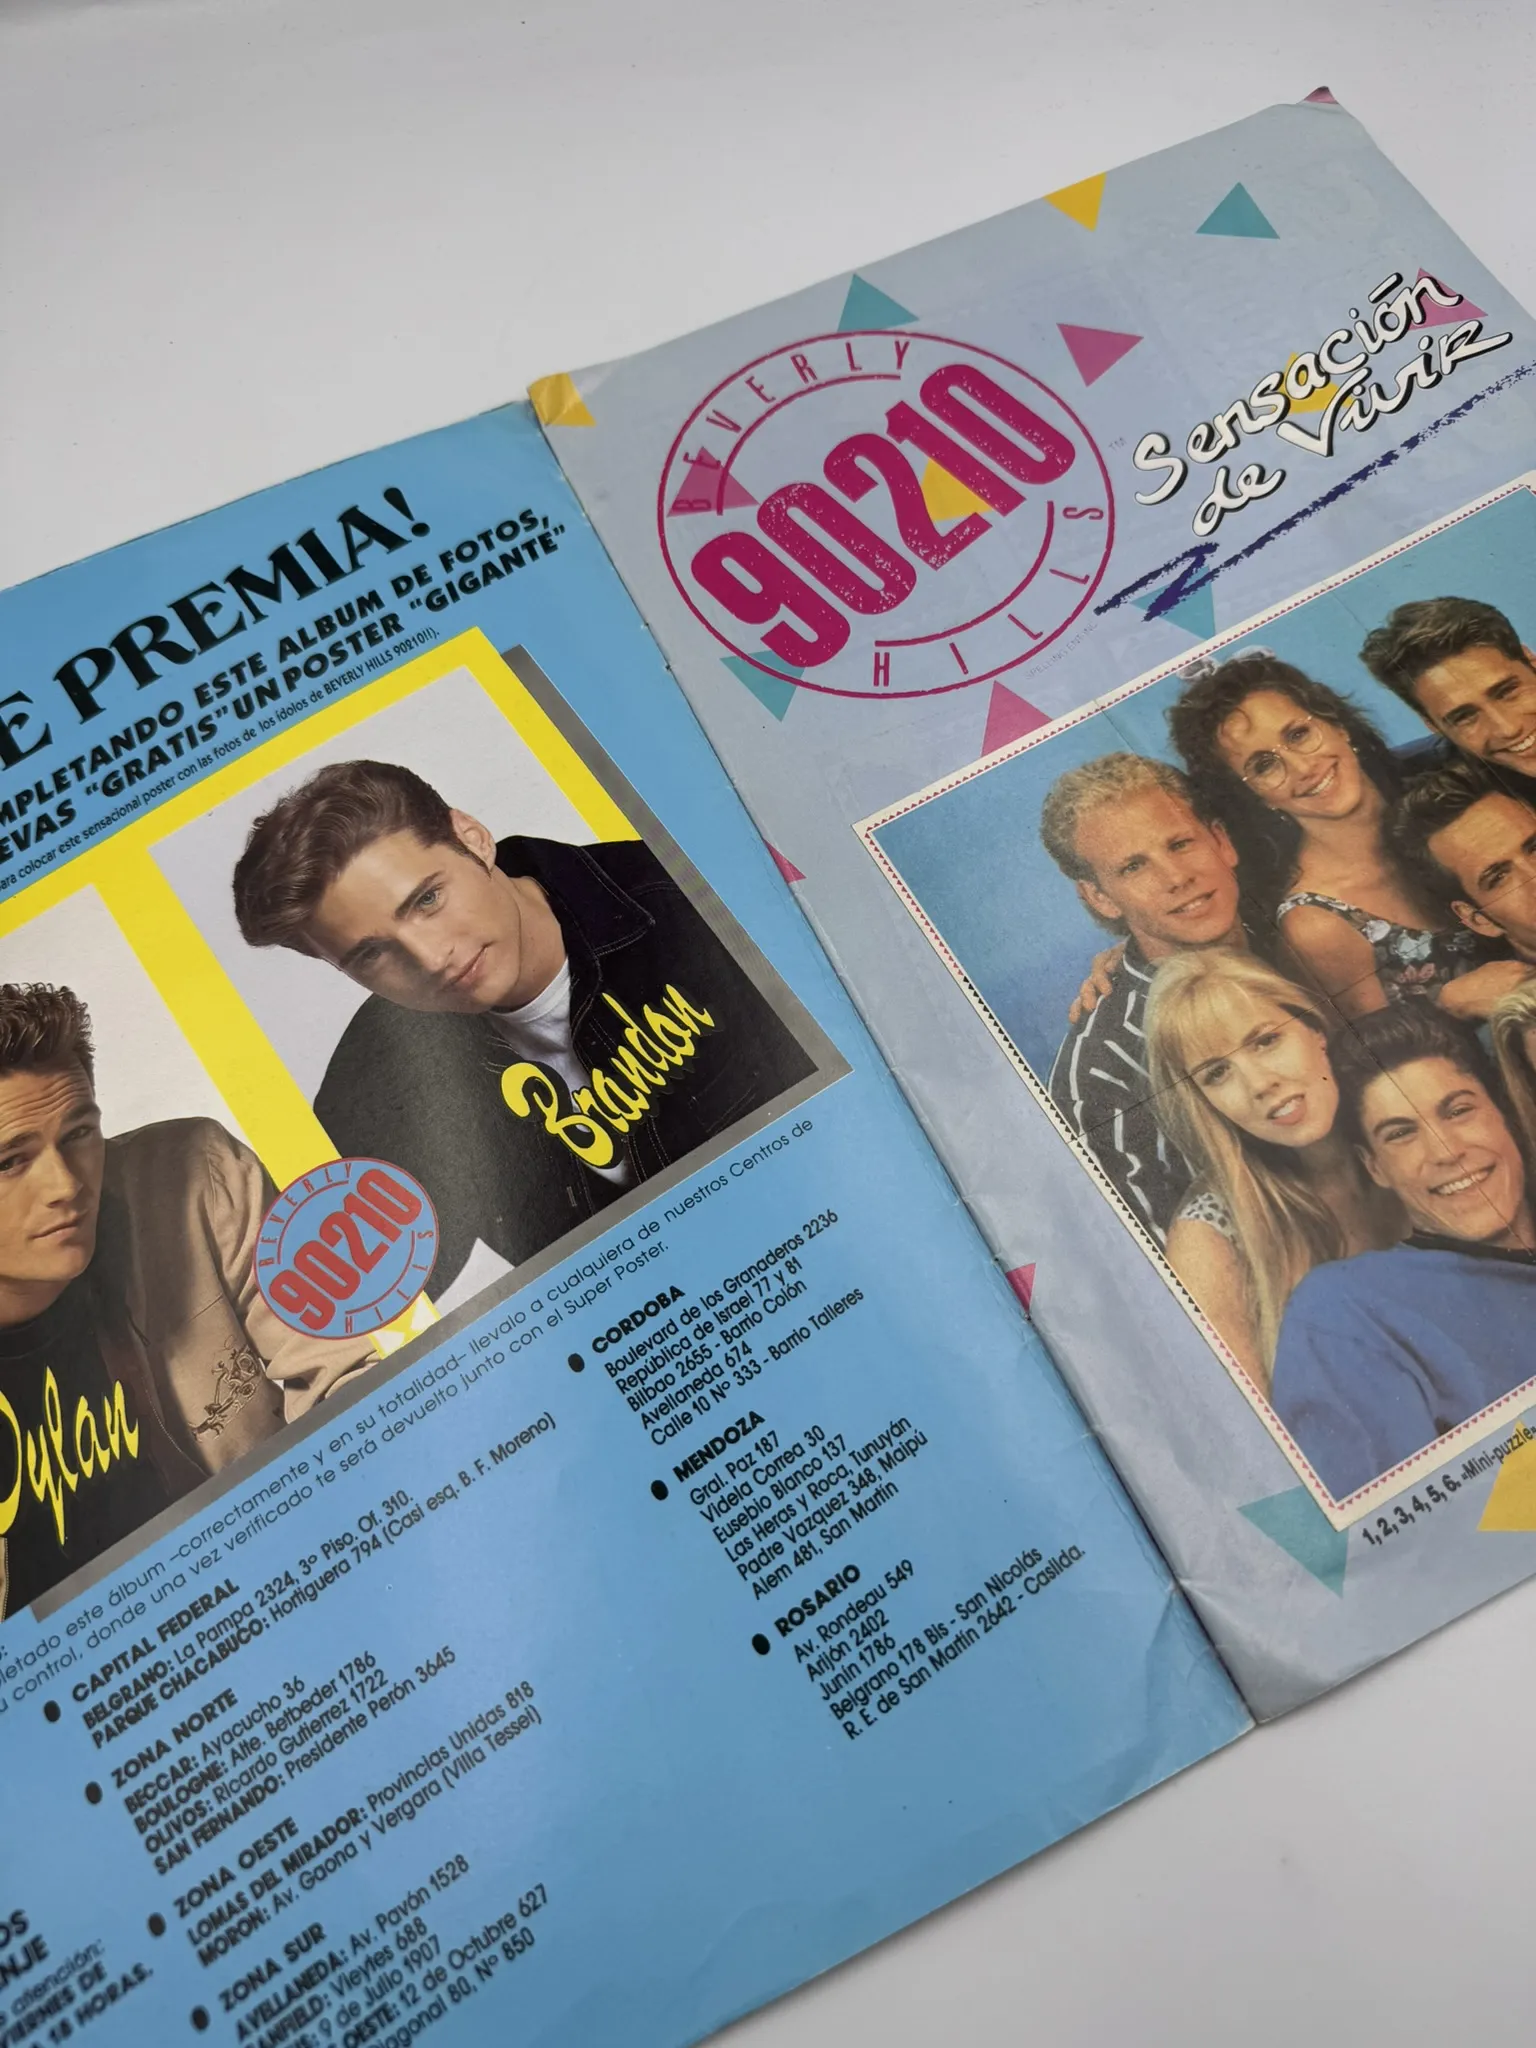 PREMIA!
COMPLETANDO ESTE ALBUM DE FOTOS,
"GRATIS" UN POSTER "GIGANTE"
colocar este sensacional poster con las fotos de los ídolos de BEVERLY HILLS 90210!!).
Dylan
Brandon
BEVERLY
90210
HILLS
este álbum –correctamente y en su totalidad– llevalo a cualquiera de nuestros Centros de
control, donde una vez verificado te será devuelto junto con el Super Poster.
● CAPITAL FEDERAL
BELGRANO: La Pampa 2324, 3º Piso. Of. 310.
PARQUE CHACABUCO: Hortiguera 794 (Casi esq. B. F. Moreno)
● ZONA NORTE
BECCAR: Ayacucho 36
BOULOGNE: Alte. Betbeder 1786
OLIVOS: Ricardo Gutierrez 1722
SAN FERNANDO: Presidente Perón 3645
● ZONA OESTE
LOMAS DEL MIRADOR: Provincias Unidas 818
MORON: Av. Gaona y Vergara (Villa Tessei)
● ZONA SUR
AVELLANEDA: Av. Pavón 1528
BANFIELD: Vieytes 688
9 de Julio 1907
OESTE: 12 de Octubre 627
Diagonal 80, Nº 850
● CORDOBA
Boulevard de los Granaderos 2236
República de Israel 77 y 81
Bilbao 2655 - Barrio Colón
Avellaneda 674
Calle 10 Nº 333 - Barrio Talleres
● MENDOZA
Gral. Paz 187
Videla Correa 30
Eusebio Blanco 137
Las Heras y Roca, Tunuyán
Padre Vazquez 348, Maipú
Alem 481, San Martín
● ROSARIO
Av. Rondeau 549
Arijón 2402
Junín 1786
Belgrano 178 Bis - San Nicolás
R. E. de San Martín 2642 - Casilda.
atención:
VIERNES DE
18 HORAS.
BEVERLY
90210
HILLS
TM
Sensación
de Vivir
1, 2, 3, 4, 5, 6. «Mini-puzzle»